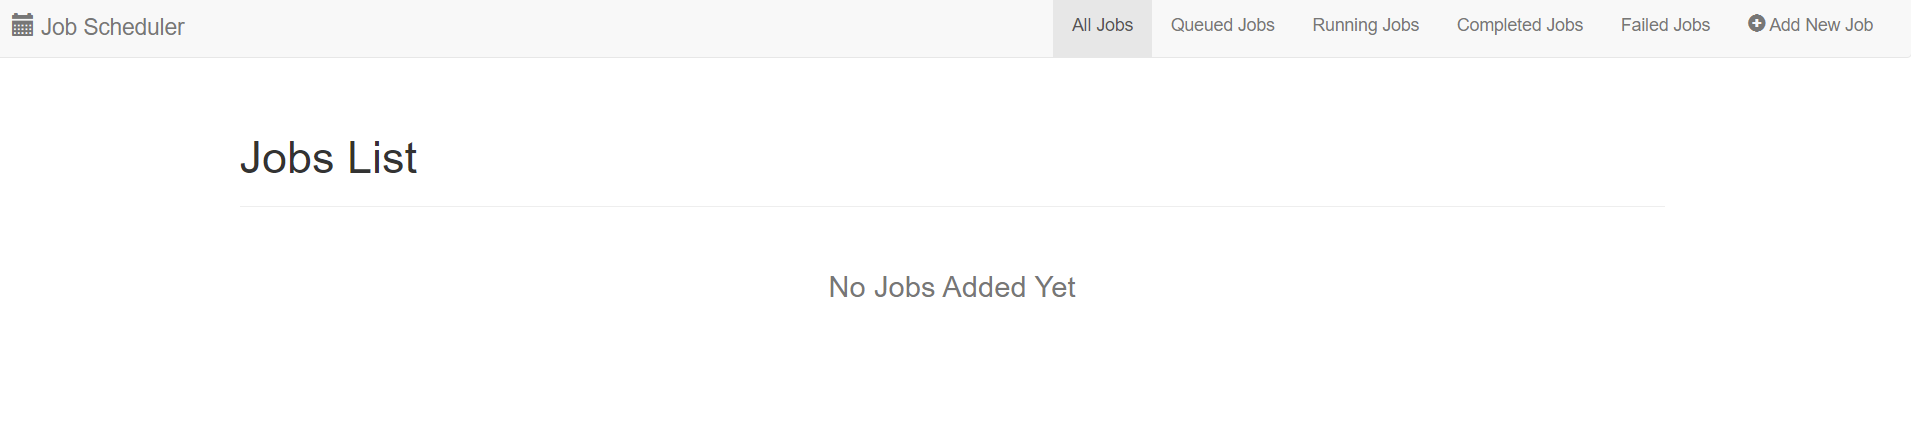 Job Scheduler All Jobs Queued Jobs Running Jobs Completed Jobs Failed Jobs Add New Job
Jobs List
No Jobs Added Yet